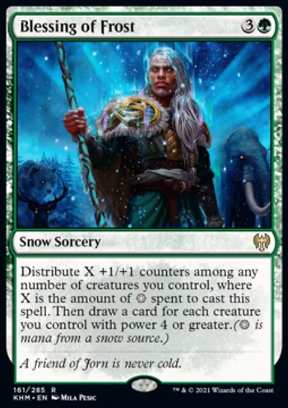 Blessing of Frost 3
Snow Sorcery
Distribute X +1/+1 counters among any
number of creatures you control, where
X is the amount of spent to cast this
spell. Then draw a card for each creature
you control with power 4 or greater.( is
mana from a snow source.)
A friend of Jorn is never cold.
161/285 R
KHM • EN Mila Pesic
™ & © 2021 Wizards of the Coast